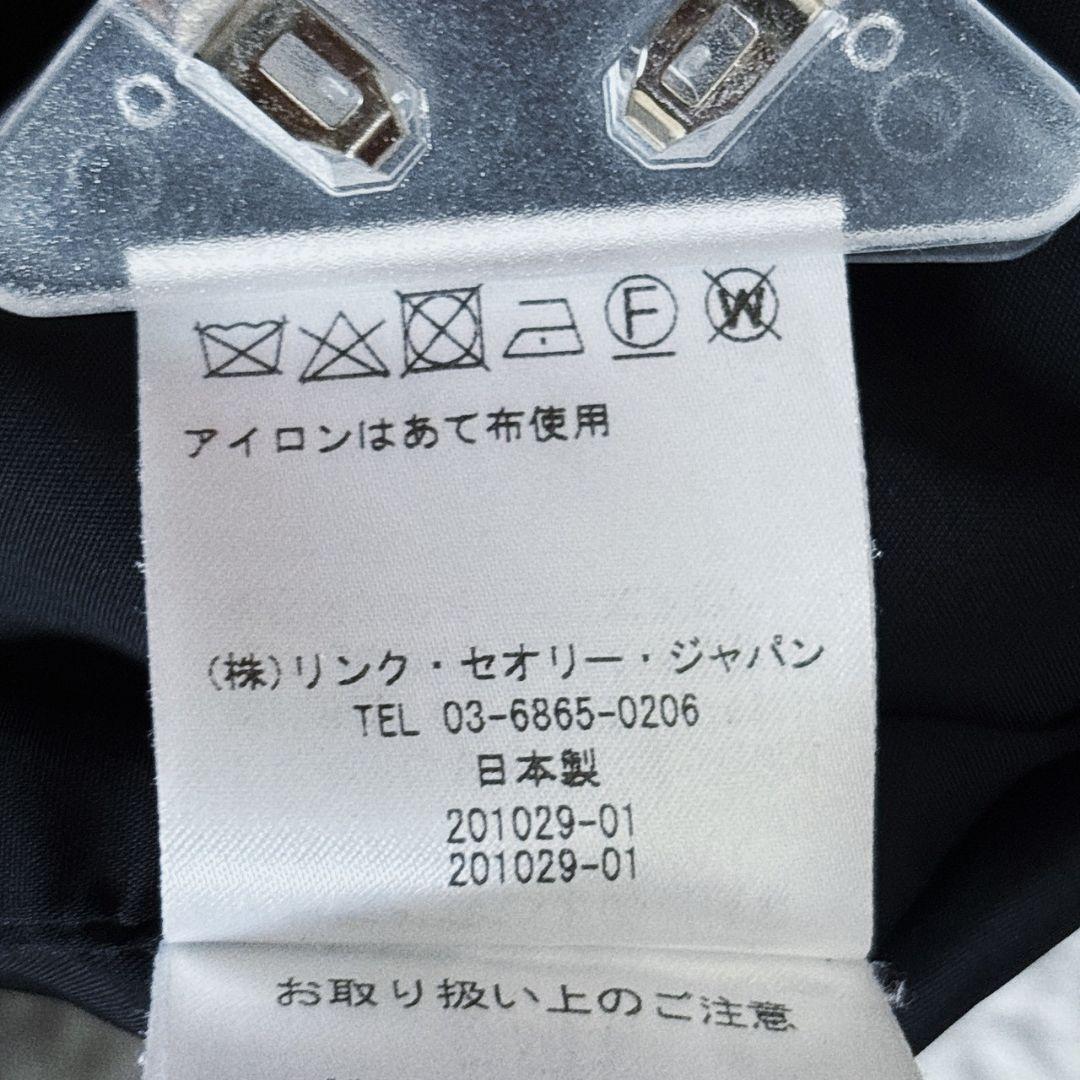 F W
アイロンはあて布使用
(株)リンク・セオリー・ジャパン
TEL 03-6865-0206
日本製
201029-01
201029-01
お取り扱い上のご注意